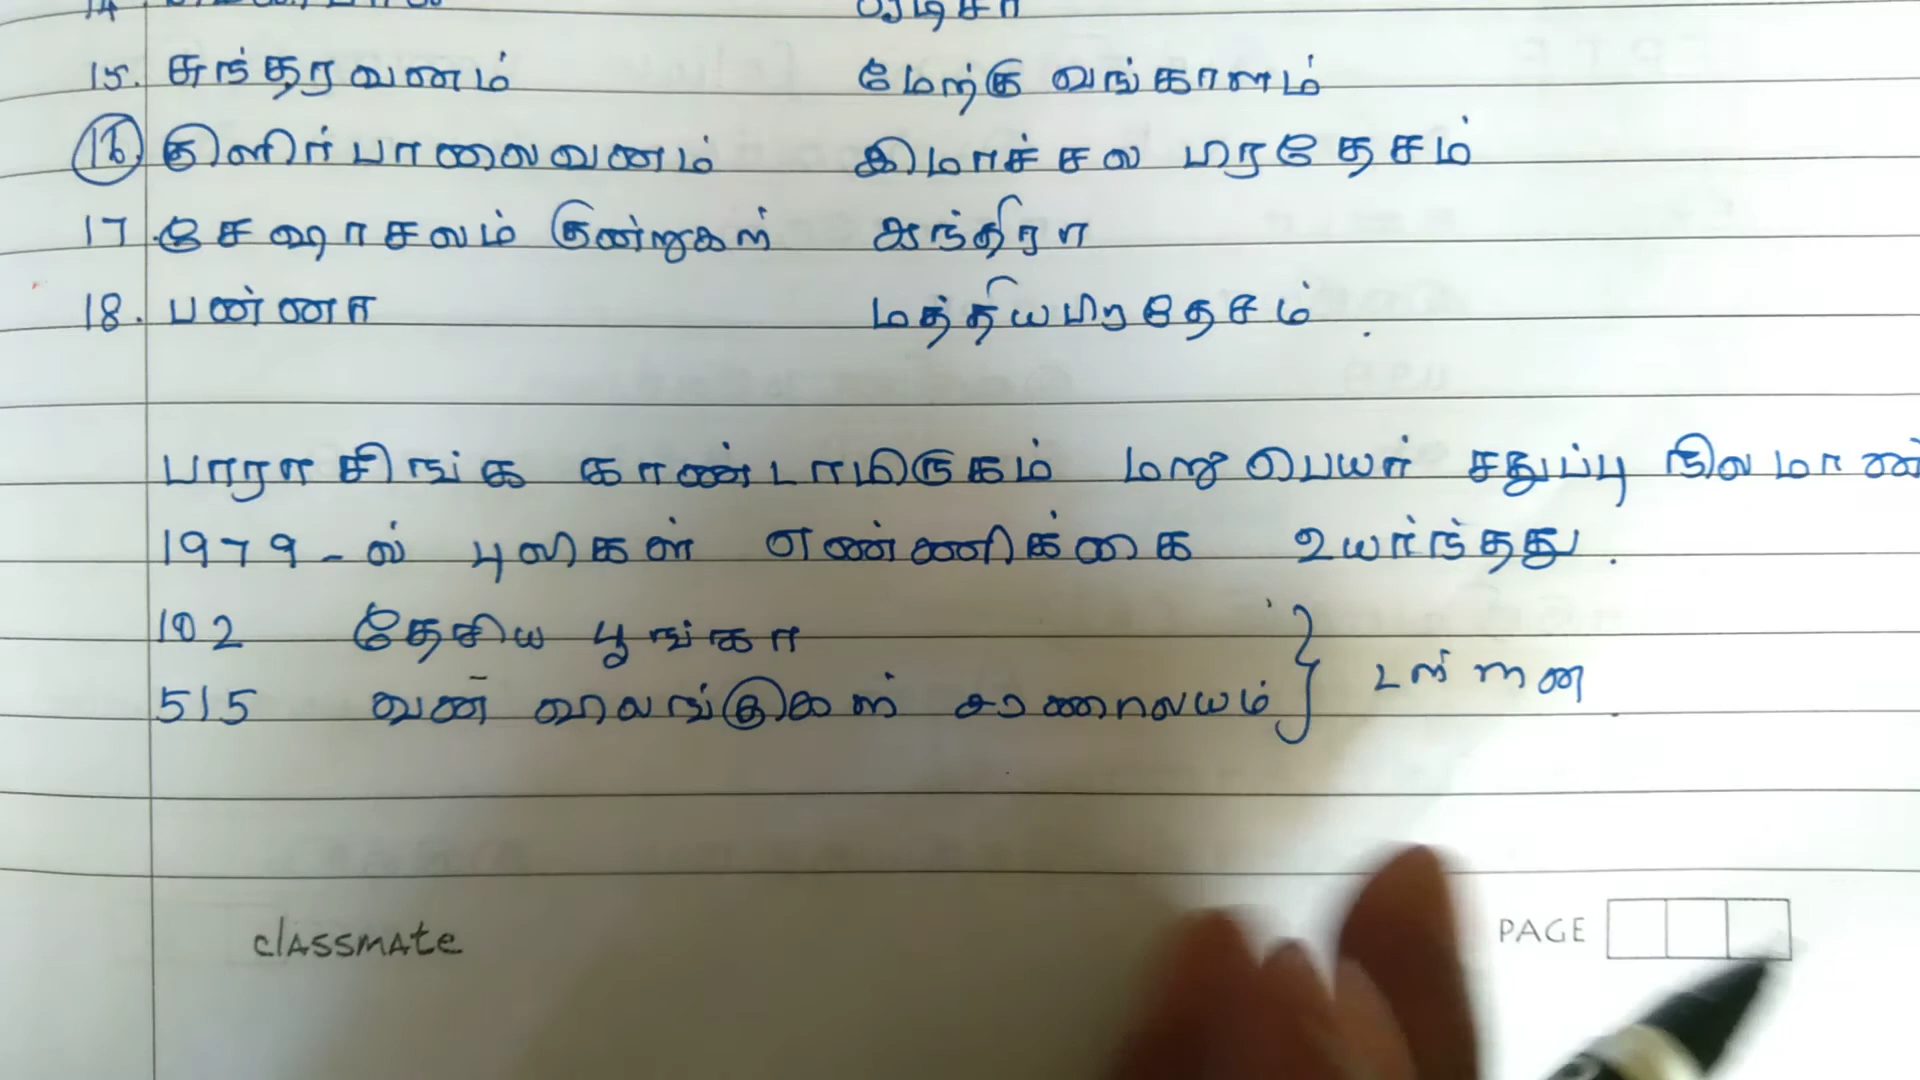 14
15. சுந்தரவனம் மேற்கு வங்காளம்
16 குளிர் பாலைவனம் இமாச்சல பிரதேசம்
17. சேஷாசலம் குன்றுகள் ஆந்திரா
18. பன்னா மத்தியபிரதேசம்.
பாரா சிங்க காண்டாமிருகம் மறுபெயர் சதுப்பு நிலமான்
1979-ல் புலிகள் எண்ணிக்கை உயர்ந்தது.
102 தேசிய பூங்கா
515 வன விலங்குகள் சரணாலயம் } உள்ளன.
classmate
PAGE